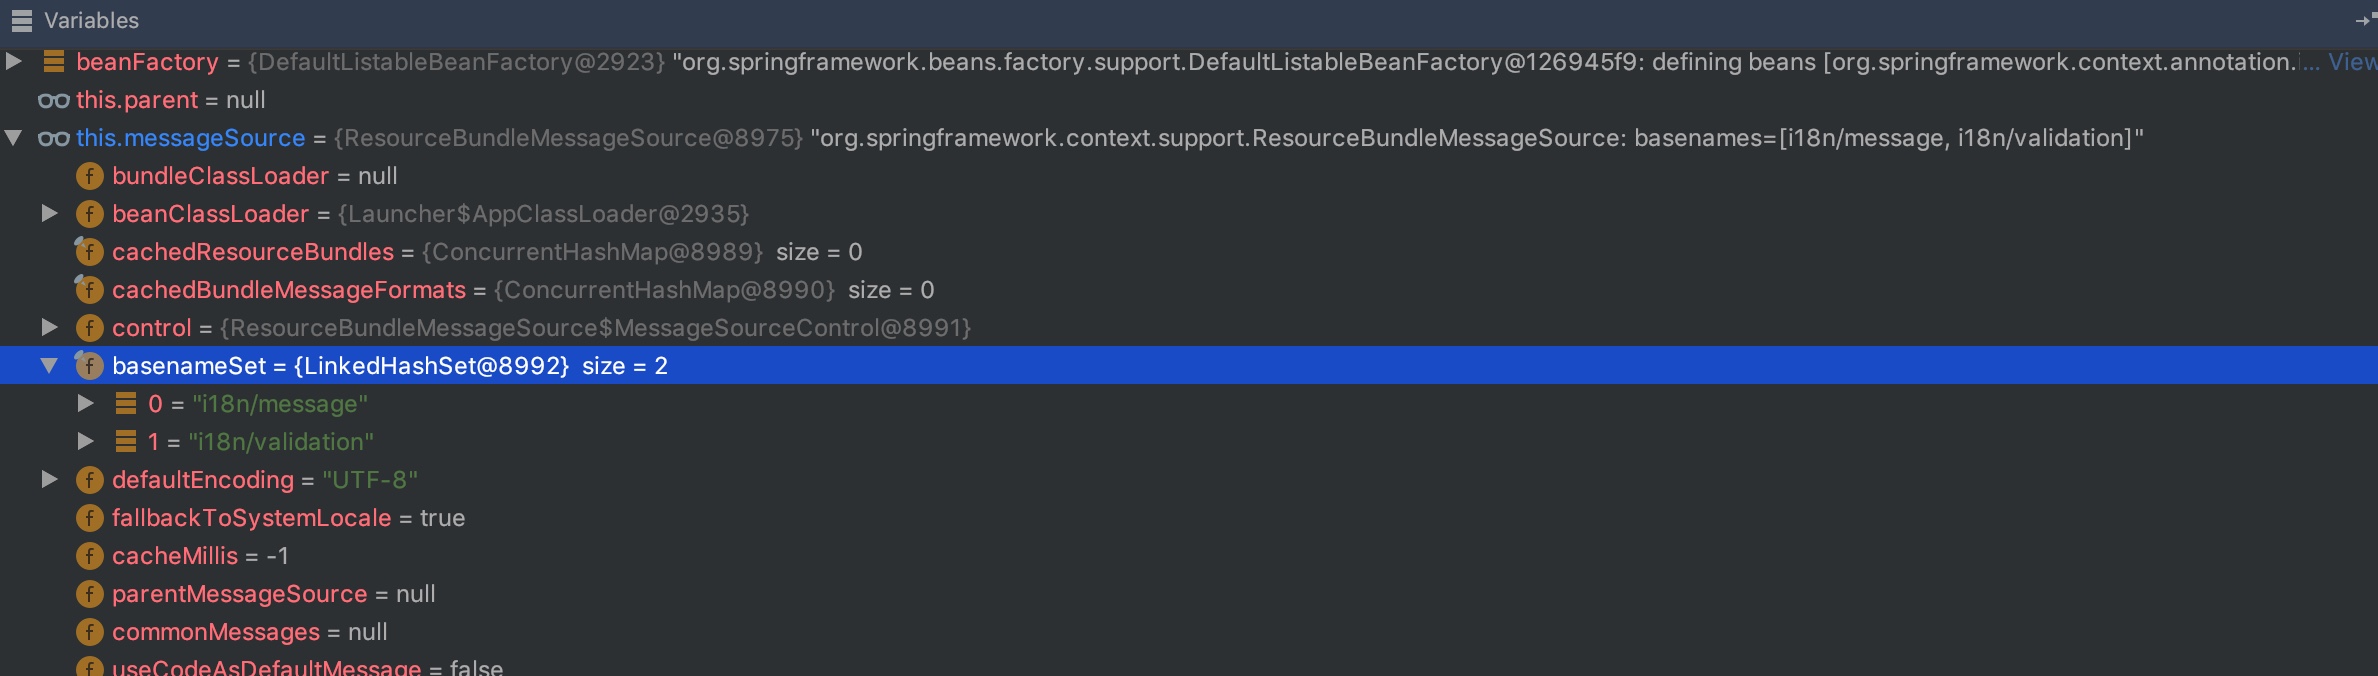 Variables
beanFactory = {DefaultListableBeanFactory@2923} "org.springframework.beans.factory.support.DefaultListableBeanFactory@126945f9: defining beans [org.springframework.context.annotation.i... View
this.parent = null
this.messageSource = {ResourceBundleMessageSource@8975} "org.springframework.context.support.ResourceBundleMessageSource: basenames=[i18n/message, i18n/validation]"
f bundleClassLoader = null
f beanClassLoader = {Launcher$AppClassLoader@2935}
f cachedResourceBundles = {ConcurrentHashMap@8989} size = 0
f cachedBundleMessageFormats = {ConcurrentHashMap@8990} size = 0
f control = {ResourceBundleMessageSource$MessageSourceControl@8991}
f basenameSet = {LinkedHashSet@8992} size = 2
0 = "i18n/message"
1 = "i18n/validation"
f defaultEncoding = "UTF-8"
f fallbackToSystemLocale = true
f cacheMillis = -1
f parentMessageSource = null
f commonMessages = null
f useCodeAsDefaultMessage = false